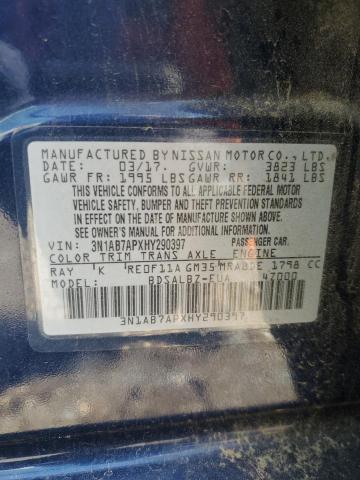 MANUFACTURED BY NISSAN MOTOR CO., LTD.
DATE: 03/17. GVWR: 3823 LBS
GAWR FR: 1995 LBS GAWR RR: 1841 LBS
THIS VEHICLE CONFORMS TO ALL APPLICABLE FEDERAL MOTOR
VEHICLE SAFETY, BUMPER AND THEFT PREVENTION STANDARDS
IN EFFECT ON THE DATE OF MANUFACTURE SHOWN ABOVE.
SEE OWNER'S MANUAL OR
ADDITIONAL INFORMATION.
VIN: 3N1AB7APXHY290397 PASSENGER CAR.
COLOR TRIM TRANS AXLE ENGINE
RAY K RE0F11A GM35 MRA8DE 1798 CC
MODEL: BDSALBZ-EUA 47000
3N1AB7APXHY290397